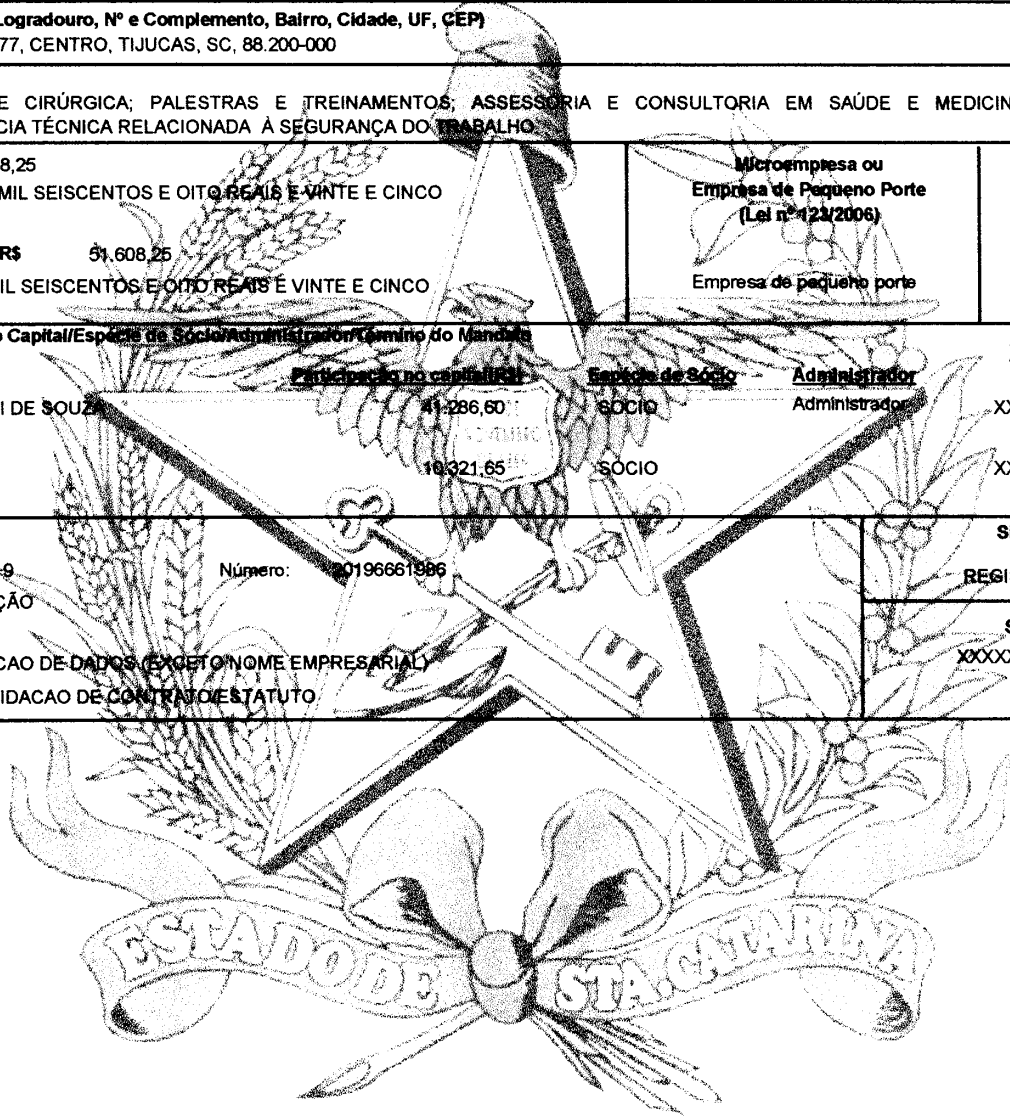 Logradouro, Nº e Complemento, Bairro, Cidade, UF, CEP)
77, CENTRO, TIJUCAS, SC, 88.200-000
E CIRÚRGICA; PALESTRAS E TREINAMENTOS; ASSESSORIA E CONSULTORIA EM SAÚDE E MEDICIN
CIA TÉCNICA RELACIONADA À SEGURANÇA DO TRABALHO.
8,25
MIL SEISCENTOS E OITO REAIS E VINTE E CINCO
R$ 51.608,25
IL SEISCENTOS E OITO REAIS E VINTE E CINCO
Microempresa ou
Empresa de Pequeno Porte
(Lei nº 123/2006)
Empresa de pequeno porte
o Capital/Espécie de Sócio/Administrador/Término do Mandato
Participação no capital(R$) Espécie de Sócio Administrador
I DE SOUZA 41.286,60 SÓCIO Administrador XX
10.321,65 SÓCIO XX
9 Número: 20196661986
ÇÃO
CAO DE DADOS (EXCETO NOME EMPRESARIAL)
IDACAO DE CONTRATO/ESTATUTO
S
REGI
S
XXXXX
ESTADO DE STA. CATARINA